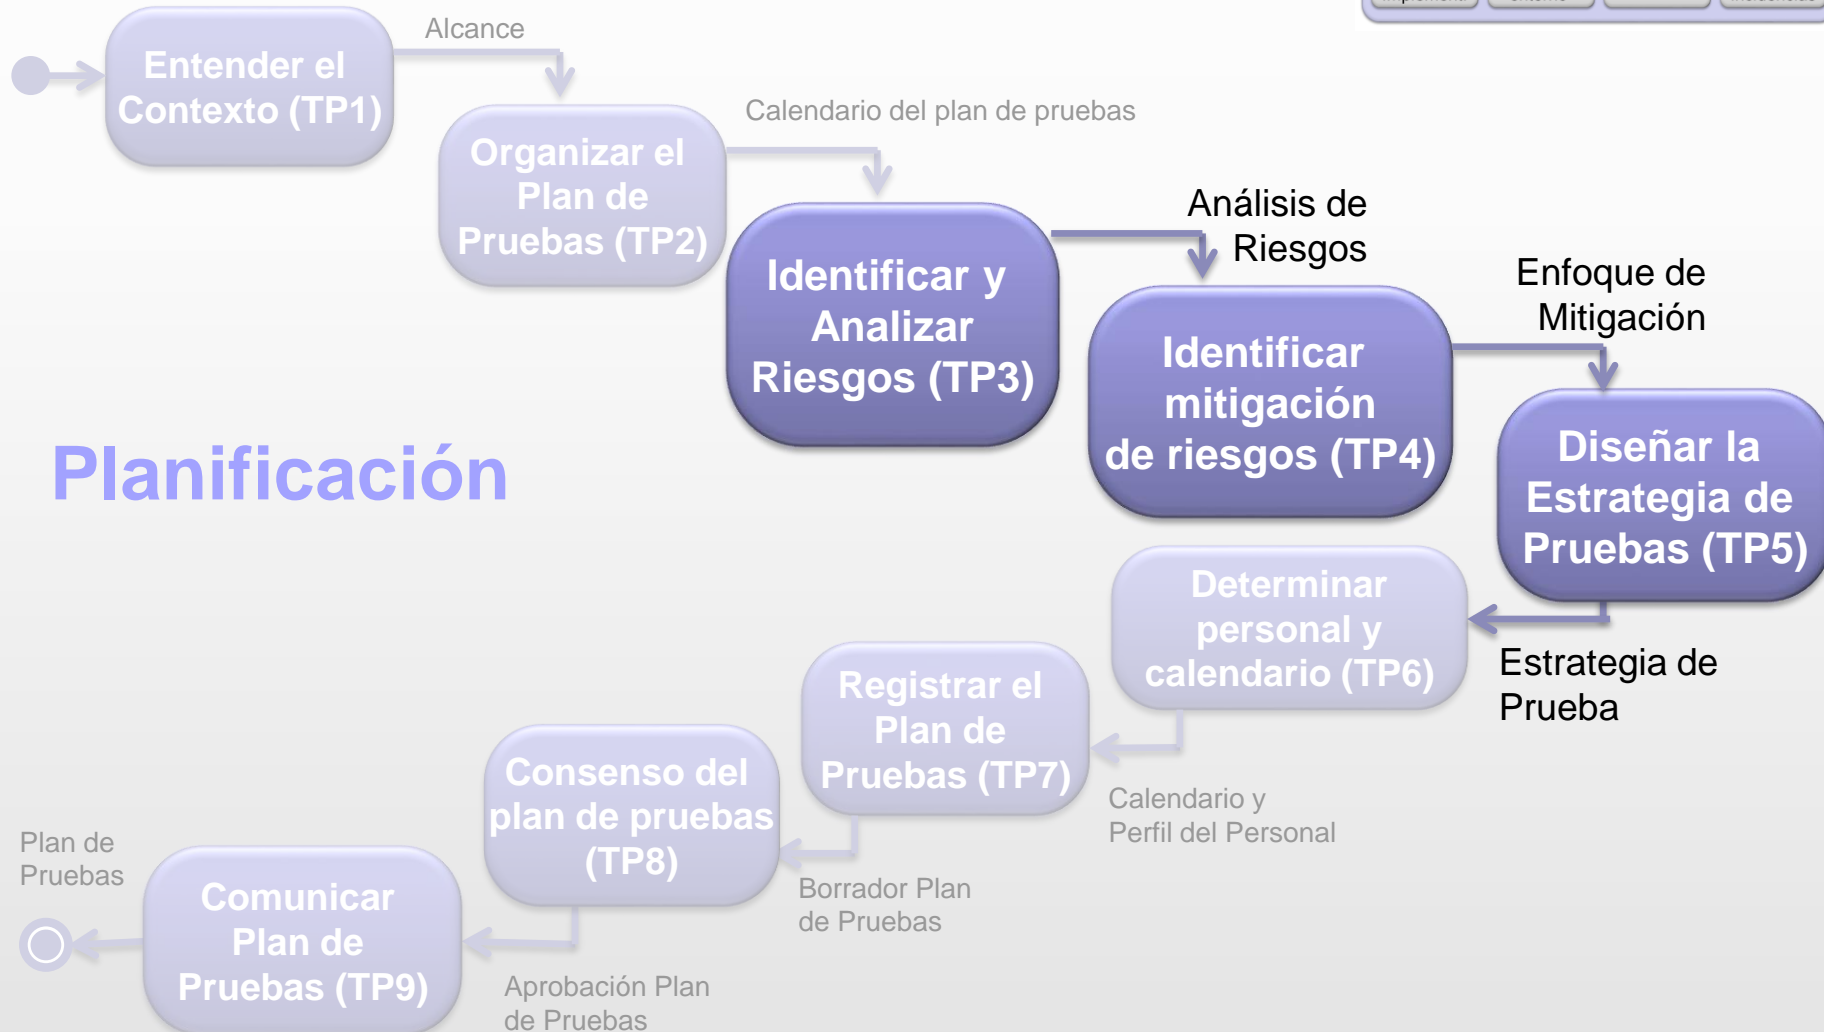 Alcance
Entender el
Contexto (TP1)
Calendario del plan de pruebas
Organizar el
Plan de
Pruebas (TP2)
Análisis de
Riesgos
Identificar y
Analizar
Riesgos (TP3)
Enfoque de
Mitigación
Identificar
mitigación
de riesgos (TP4)
Planificación
Diseñar la
Estrategia de
Pruebas (TP5)
Estrategia de
Prueba
Determinar
personal y
calendario (TP6)
Calendario y
Perfil del Personal
Registrar el
Plan de
Pruebas (TP7)
Borrador Plan
de Pruebas
Consenso del
plan de pruebas
(TP8)
Aprobación Plan
de Pruebas
Comunicar
Plan de
Pruebas (TP9)
Plan de
Pruebas